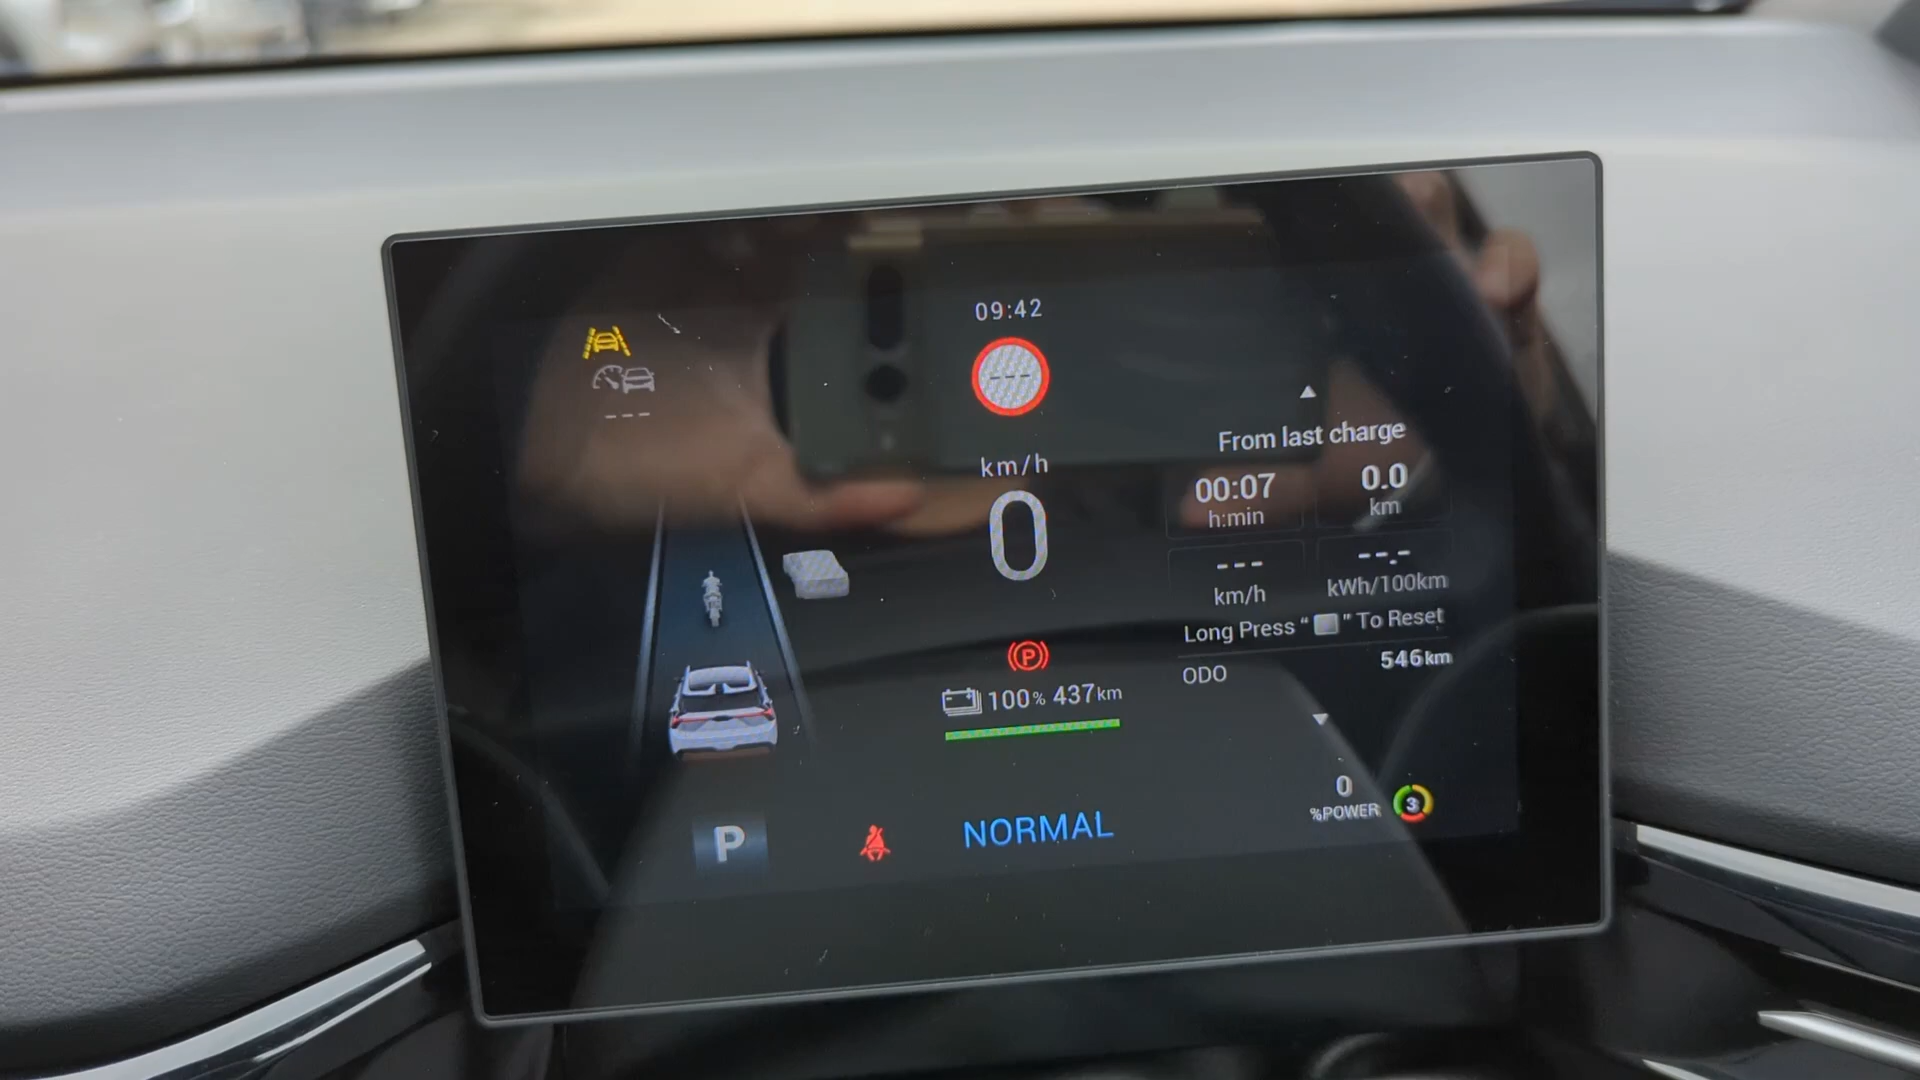 09:42
---
---
km/h
0
From last charge
00:07
h:min
0.0
km
---
km/h
--.-
kWh/100km
Long Press " " To Reset
ODO
546km
P
100% 437km
P
NORMAL
0
%POWER
3